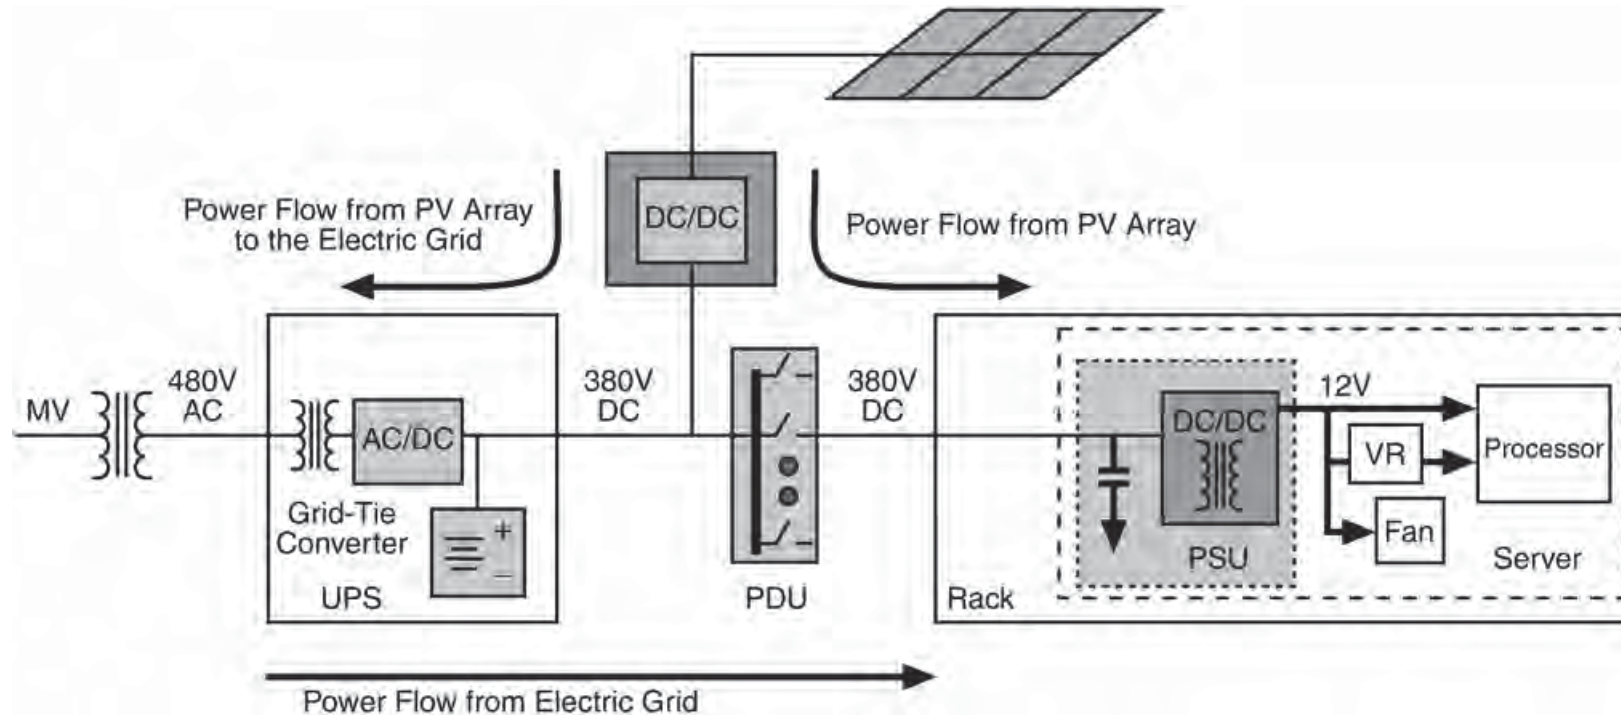 Power Flow from PV Array
to the Electric Grid
DC/DC
Power Flow from PV Array
MV
480V
AC
AC/DC
Grid-Tie
Converter
+
−
UPS
380V
DC
PDU
380V
DC
Rack
DC/DC
PSU
12V
VR
Fan
Processor
Server
Power Flow from Electric Grid